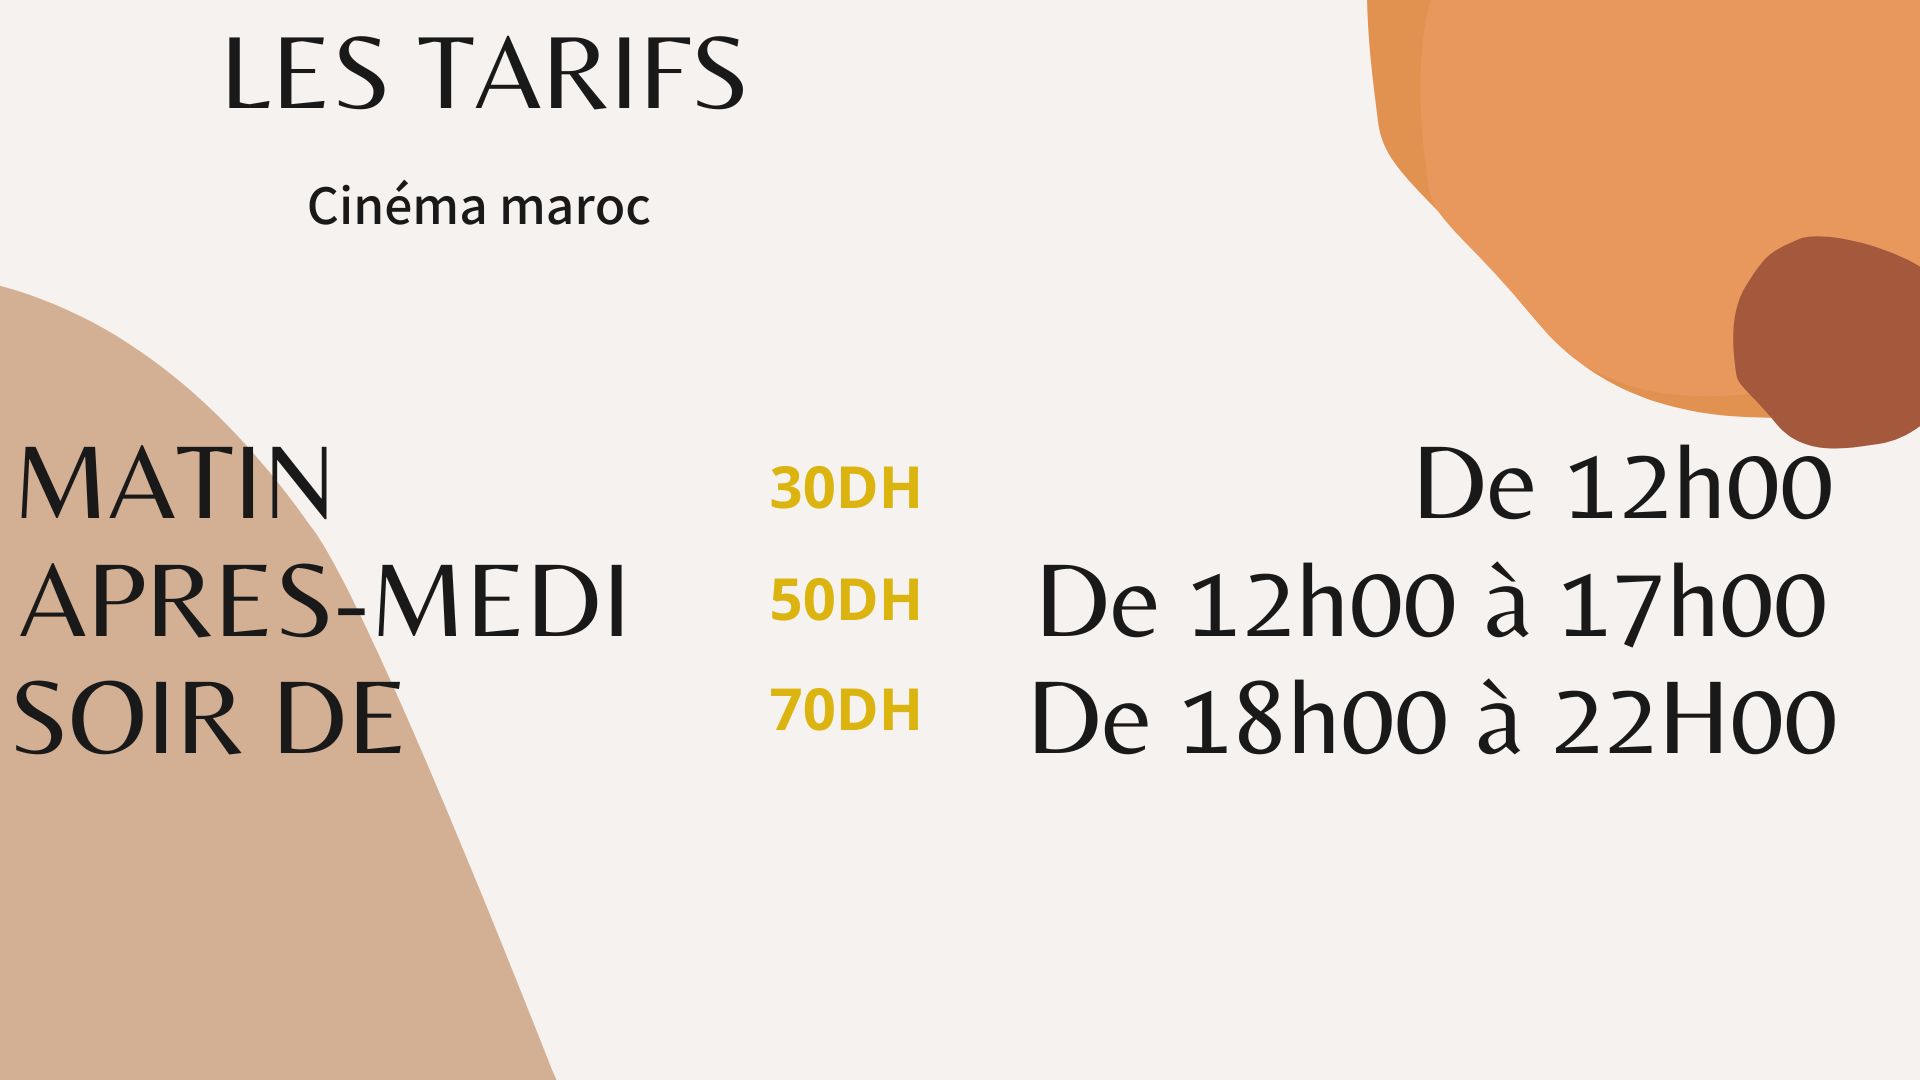 LES TARIFS
Cinéma maroc
MATIN 30DH De 12h00
APRES-MEDI 50DH De 12h00 à 17h00
SOIR DE 70DH De 18h00 à 22H00